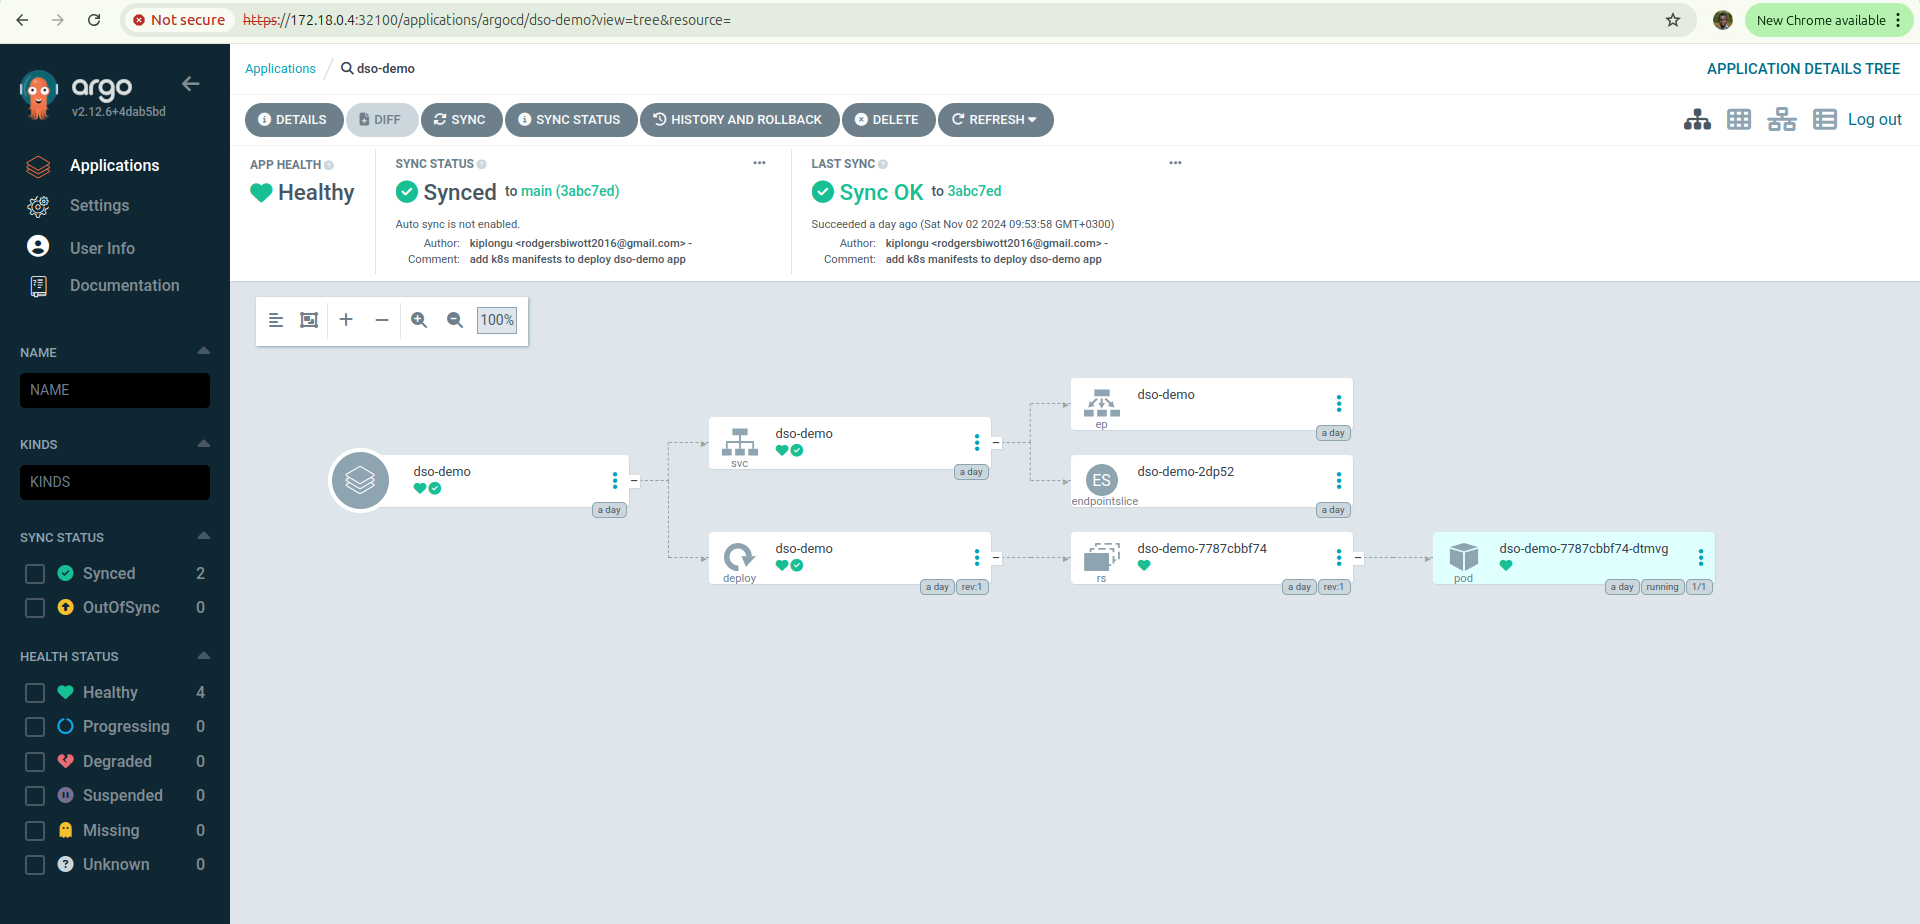 Not secure
https://172.18.0.4:32100/applications/argocd/dso-demo?view=tree&resource=
New Chrome available
argo
v2.12.6+4dab5bd
Applications
Settings
User Info
Documentation
NAME
NAME
KINDS
KINDS
SYNC STATUS
Synced 2
OutOfSync 0
HEALTH STATUS
Healthy 4
Progressing 0
Degraded 0
Suspended 0
Missing 0
Unknown 0
Applications / dso-demo
APPLICATION DETAILS TREE
DETAILS DIFF SYNC SYNC STATUS HISTORY AND ROLLBACK DELETE REFRESH
Log out
APP HEALTH
Healthy
SYNC STATUS
Synced to main (3abc7ed)
Auto sync is not enabled.
Author: kiplongu <rodgersbiwott2016@gmail.com> -
Comment: add k8s manifests to deploy dso-demo app
LAST SYNC
Sync OK to 3abc7ed
Succeeded a day ago (Sat Nov 02 2024 09:53:58 GMT+0300)
Author: kiplongu <rodgersbiwott2016@gmail.com> -
Comment: add k8s manifests to deploy dso-demo app
100%
dso-demo
a day
dso-demo
svc
a day
dso-demo
ep
a day
dso-demo-2dp52
ES
endpointslice
a day
dso-demo
deploy
a day rev:1
dso-demo-7787cbbf74
rs
a day rev:1
dso-demo-7787cbbf74-dtmvg
pod
a day running 1/1